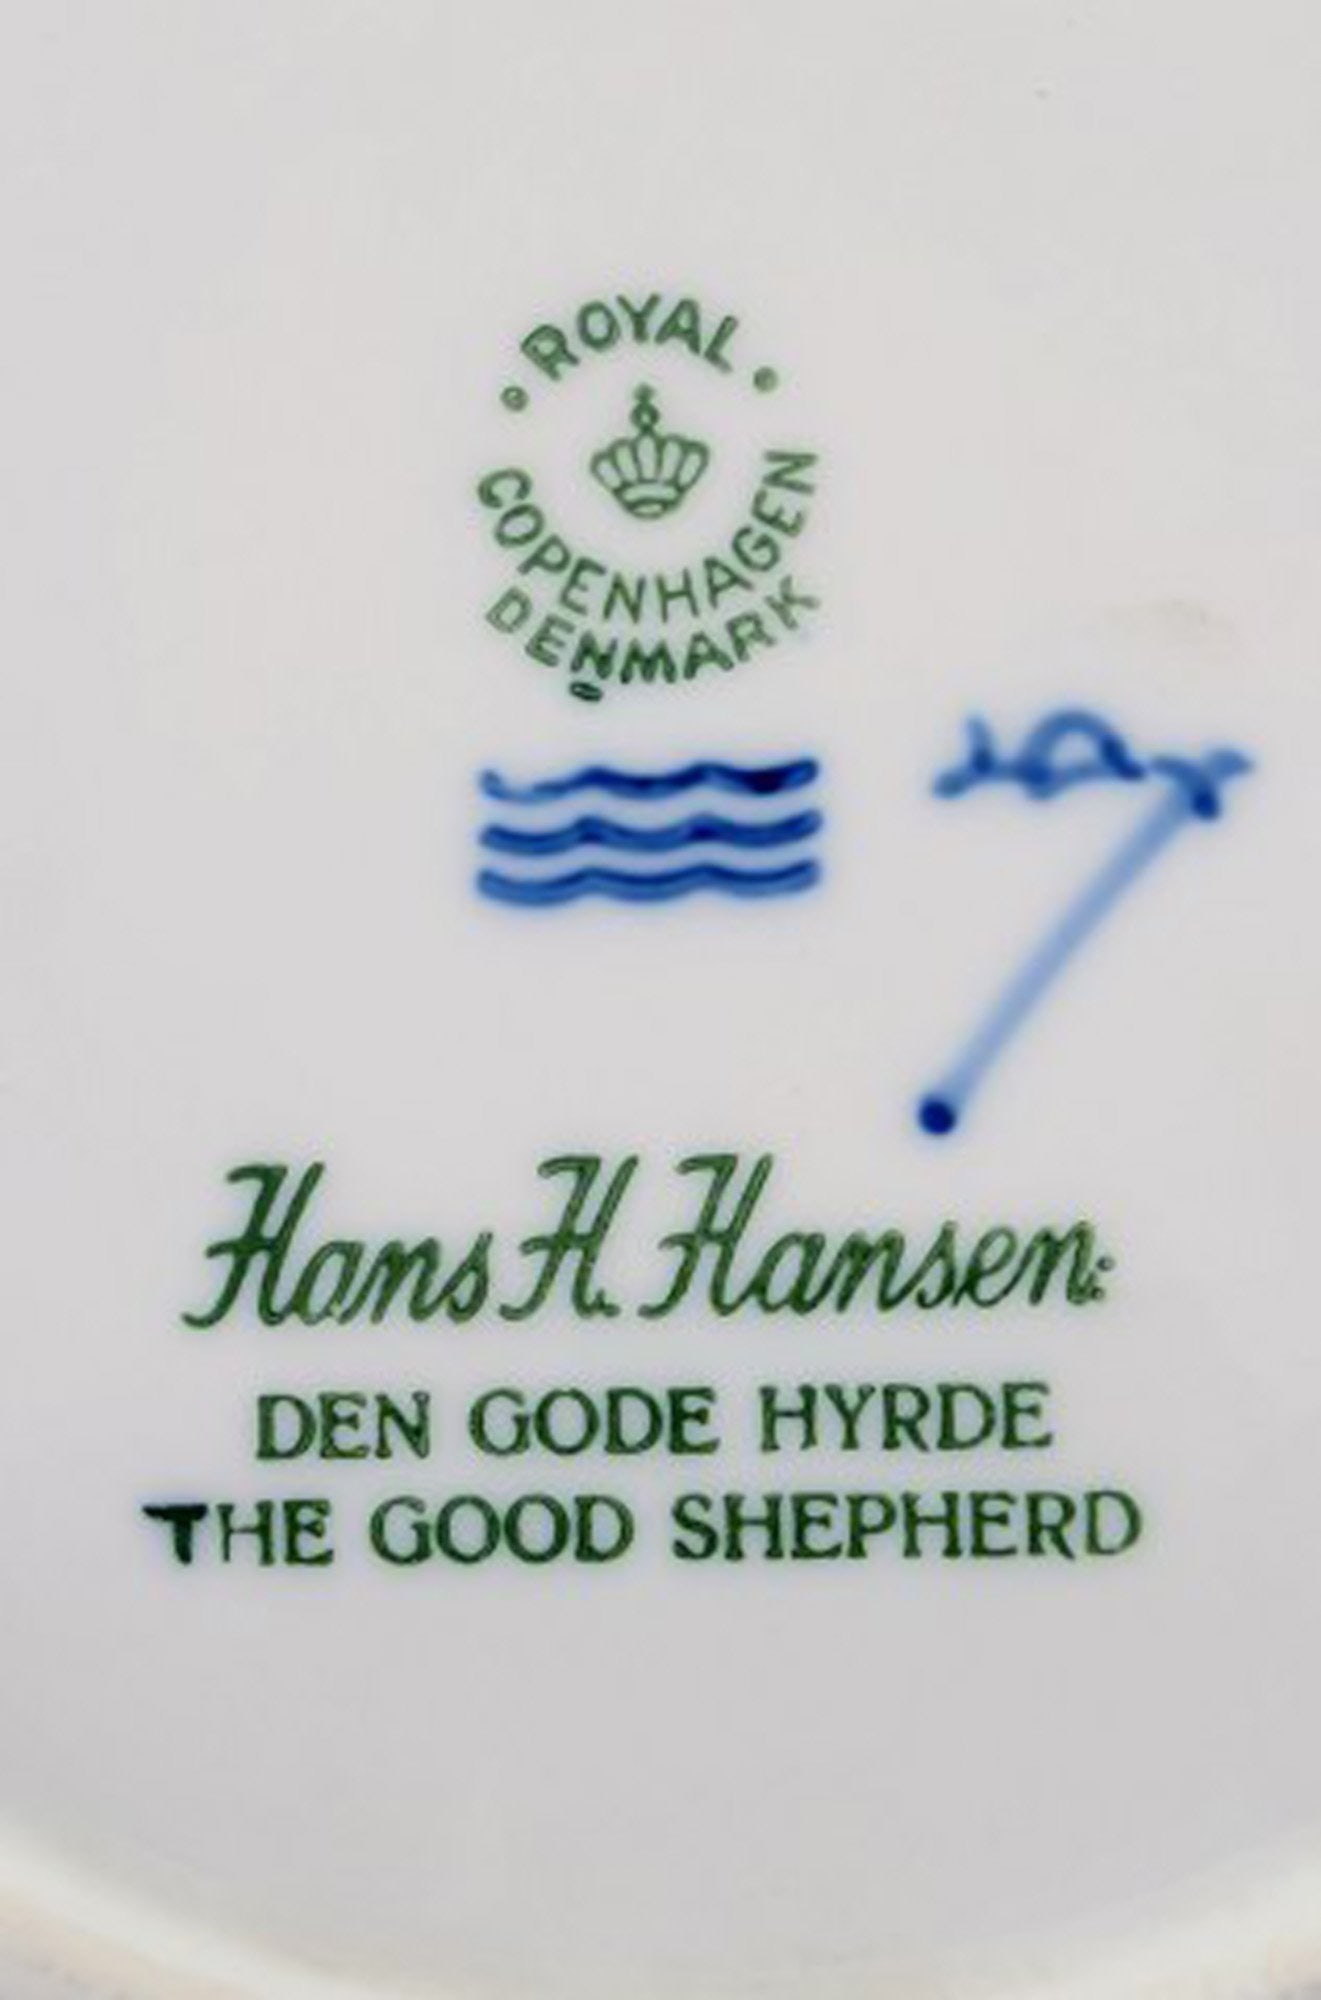 ROYAL
COPENHAGEN
DENMARK
Hans H. Hansen:
DEN GODE HYRDE
THE GOOD SHEPHERD